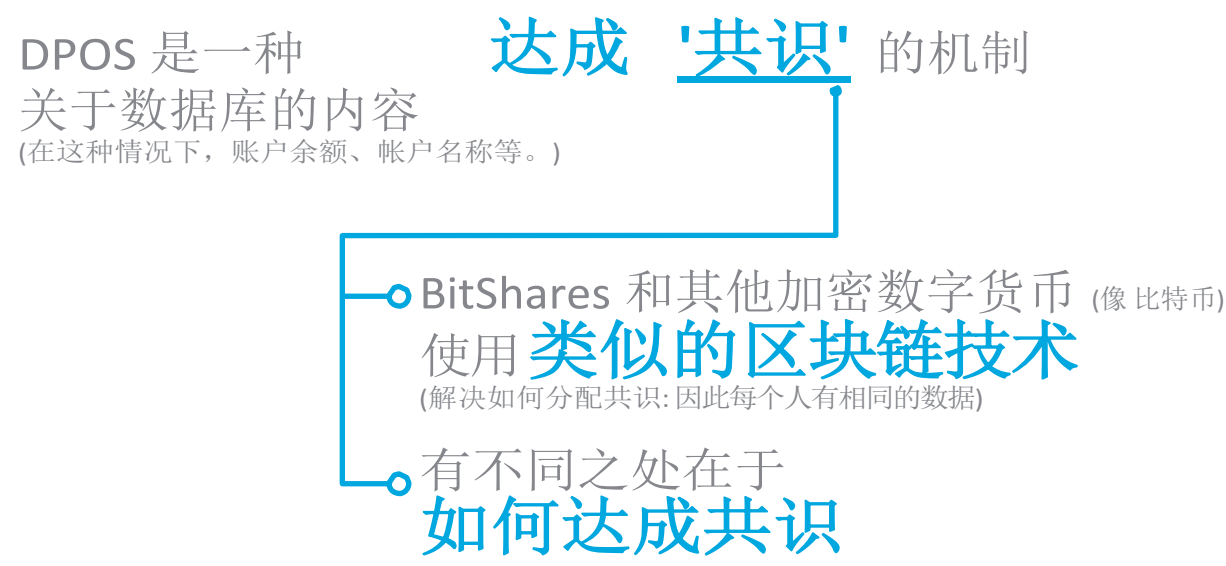 DPOS 是一种 达成 '共识' 的机制
关于数据库的内容
(在这种情况下，账户余额、帐户名称等。)
BitShares 和其他加密数字货币 (像 比特币)
使用 类似的区块链技术
(解决如何分配共识: 因此每个人有相同的数据)
有不同之处在于
如何达成共识